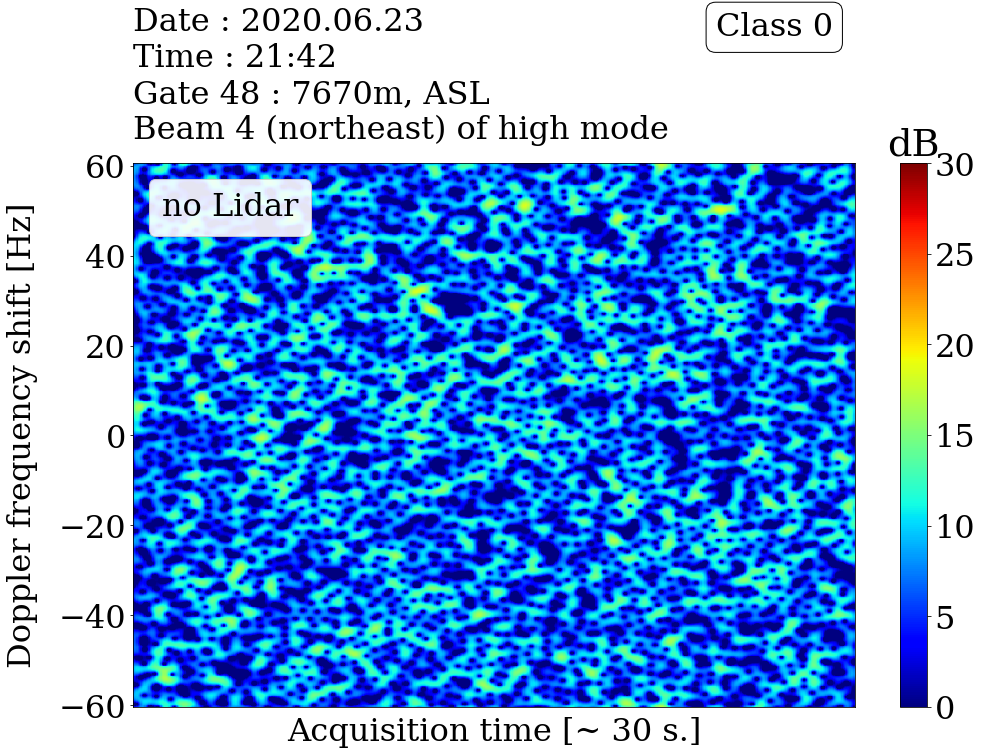 Date : 2020.06.23
Time : 21:42
Gate 48 : 7670m, ASL
Beam 4 (northeast) of high mode
Class 0
dB
no Lidar
Doppler frequency shift [Hz]
60
40
20
0
−20
−40
−60
30
25
20
15
10
5
0
Acquisition time [~ 30 s.]